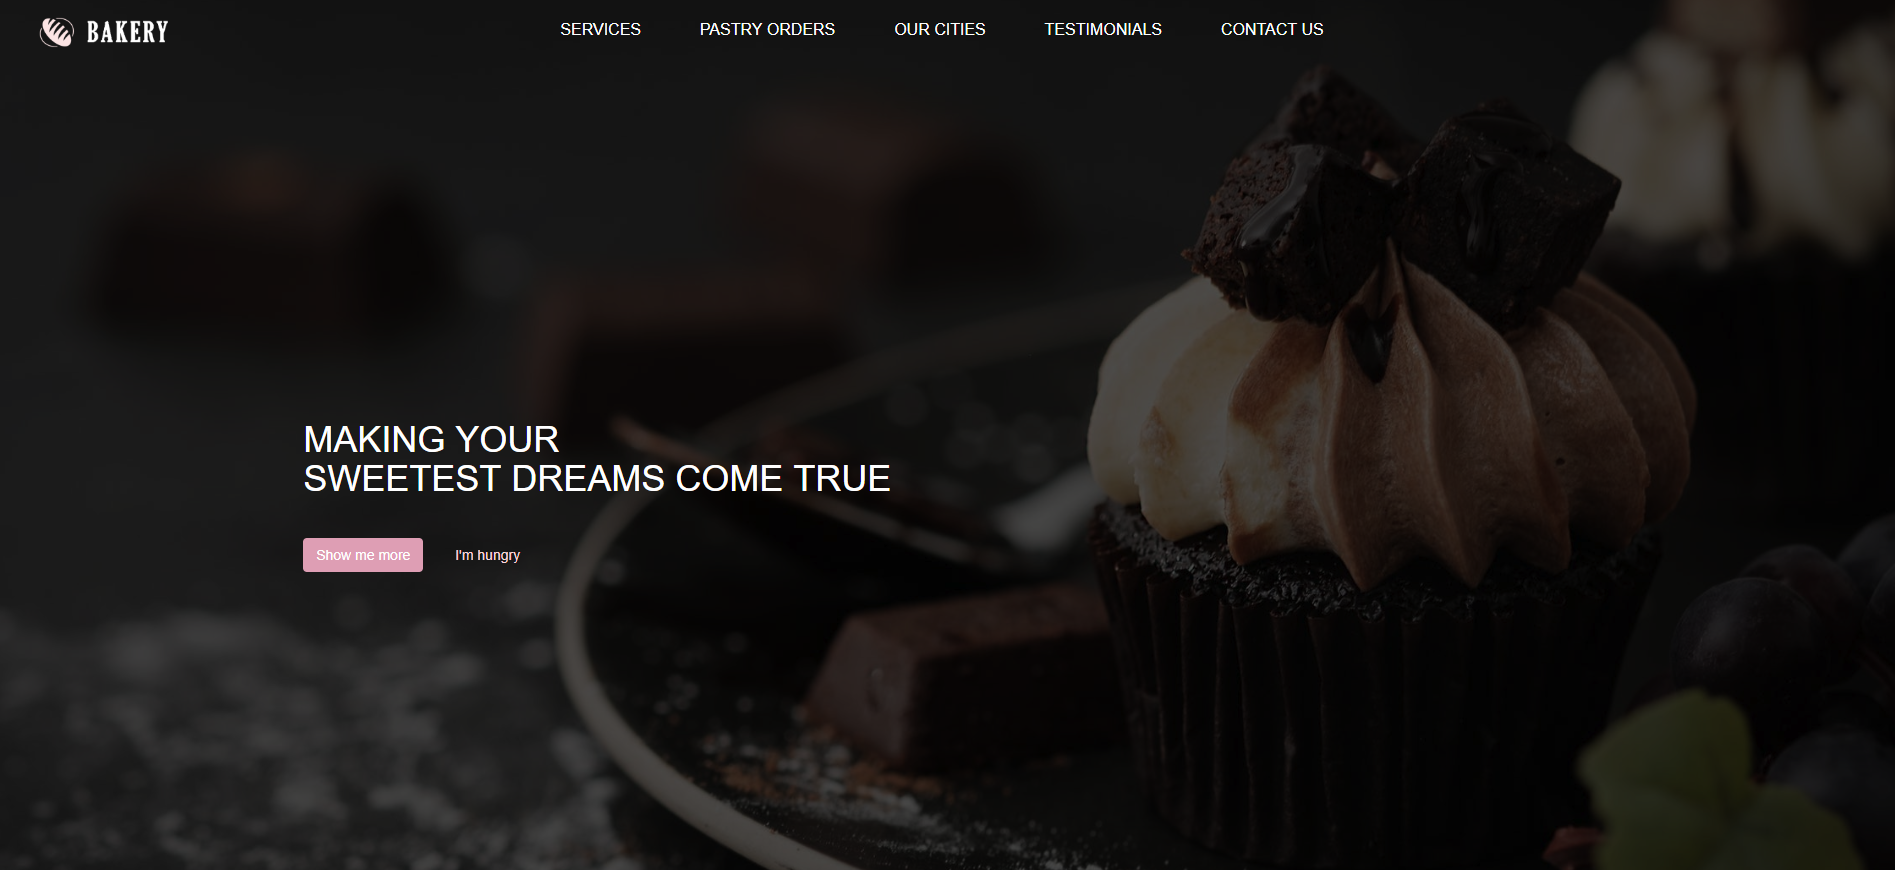 BAKERY
SERVICES PASTRY ORDERS OUR CITIES TESTIMONIALS CONTACT US
MAKING YOUR
SWEETEST DREAMS COME TRUE
Show me more I'm hungry